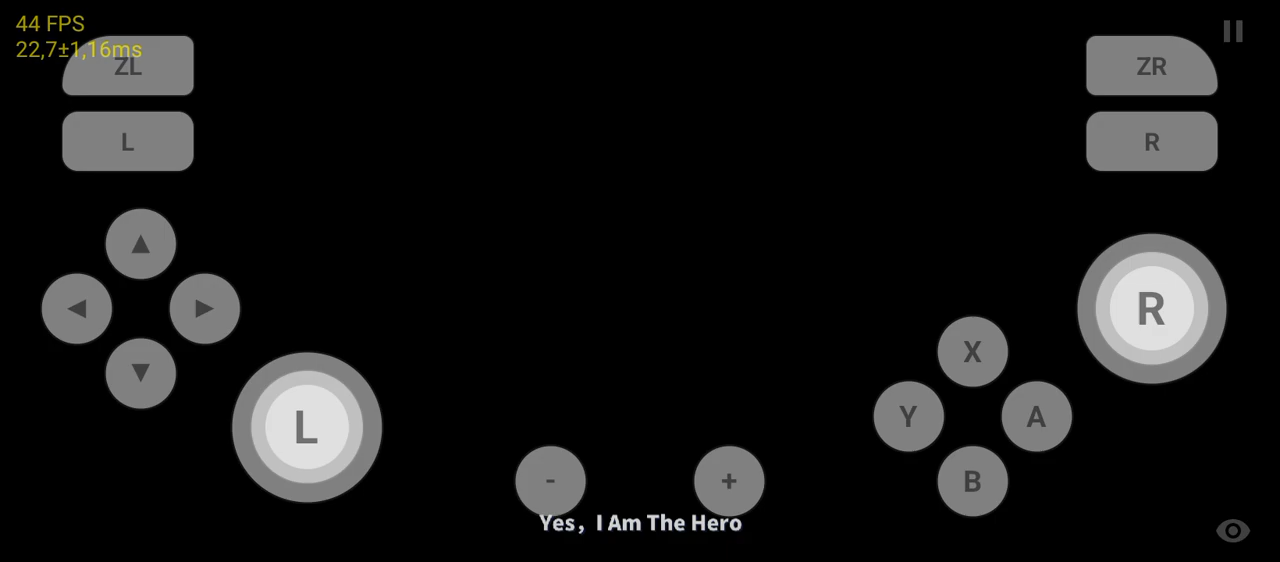 44 FPS
22,7±1,16ms
ZL
ZR
L
R
▲
◀
▶
▼
L
R
X
Y
A
B
-
+
Yes，I Am The Hero